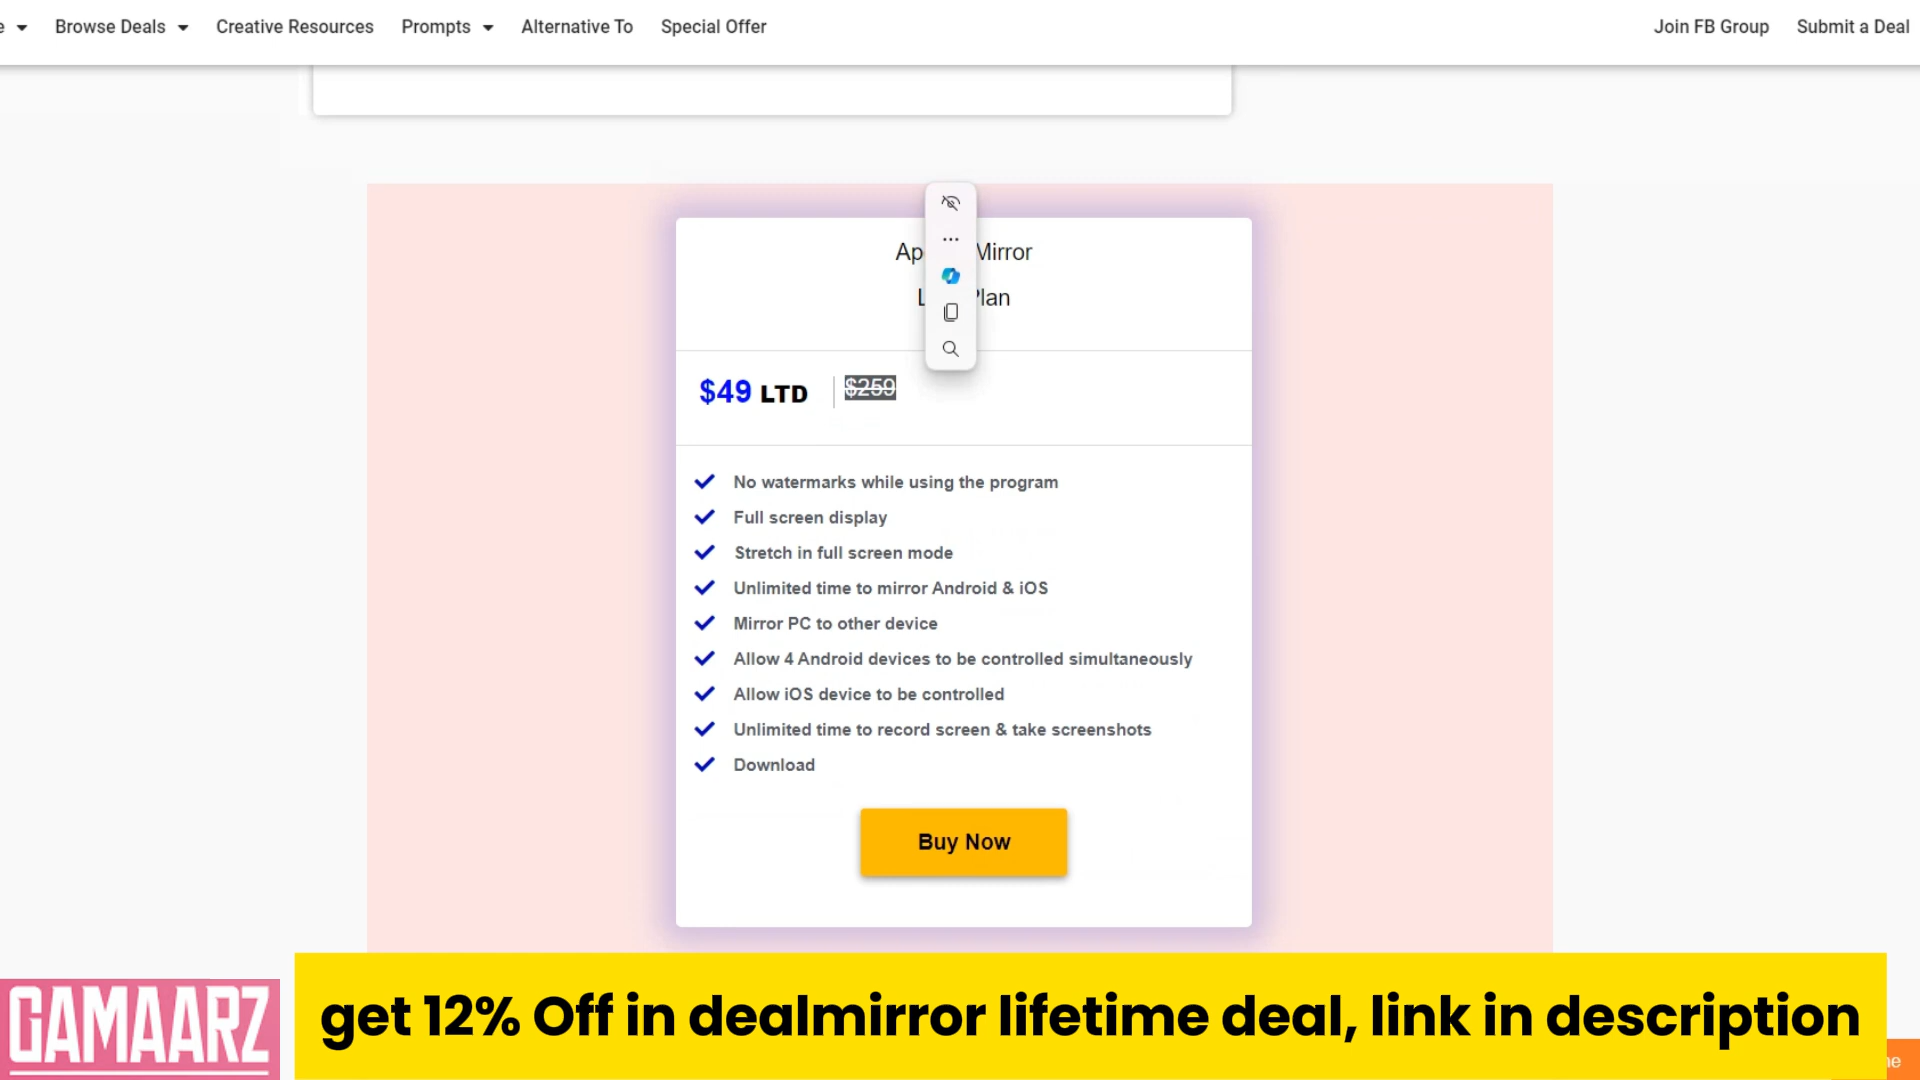 Browse Deals Creative Resources Prompts Alternative To Special Offer Join FB Group Submit a Deal
Mirror
$49 LTD $259
No watermarks while using the program
Full screen display
Stretch in full screen mode
Unlimited time to mirror Android & iOS
Mirror PC to other device
Allow 4 Android devices to be controlled simultaneously
Allow iOS device to be controlled
Unlimited time to record screen & take screenshots
Download
Buy Now
GAMAARZ
get 12% Off in dealmirror lifetime deal, link in description